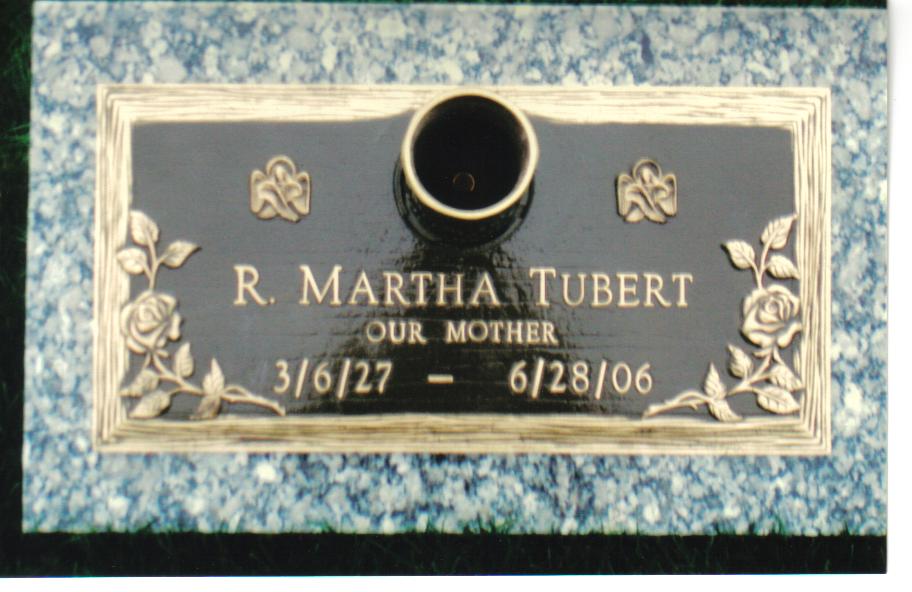 R. MARTHA TUBERT
OUR MOTHER
3/6/27 – 6/28/06